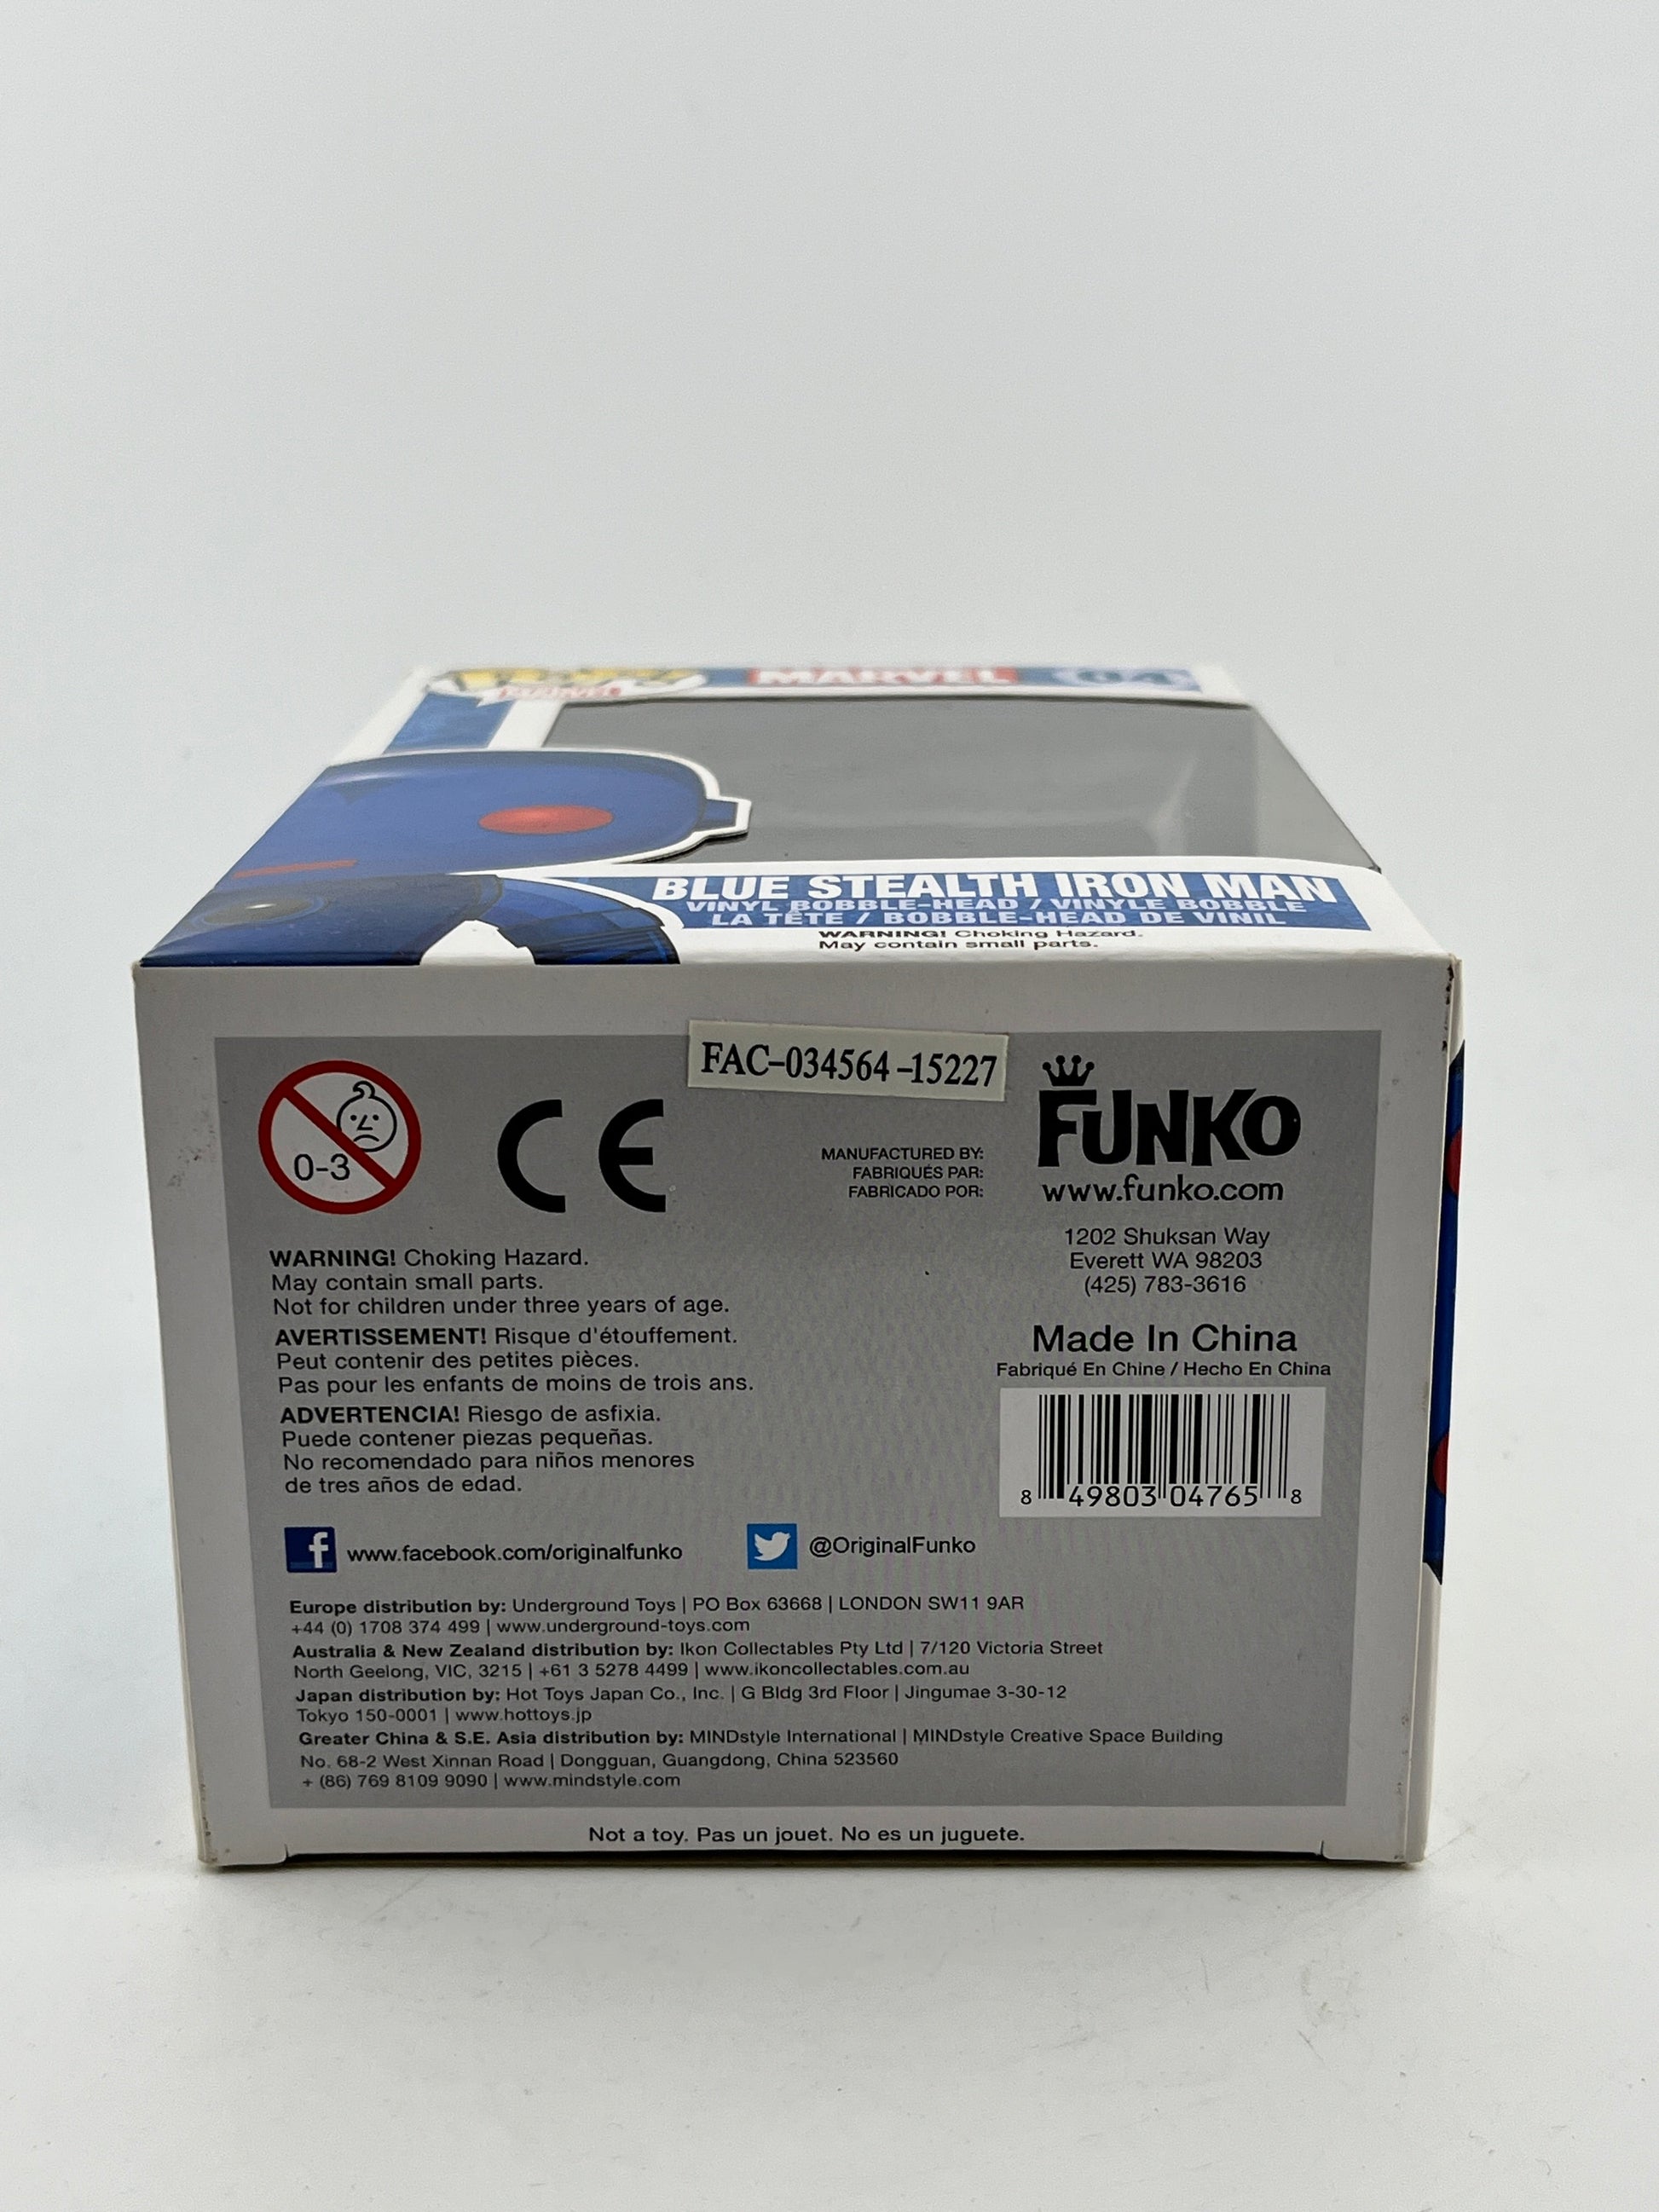 POP!
MARVEL
MARVEL
04
BLUE STEALTH IRON MAN
VINYL BOBBLE-HEAD / VINYLE BOBBLE
LA TÊTE / BOBBLE-HEAD DE VINIL
WARNING! Choking Hazard.
May contain small parts.
FAC-034564-15227
0-3
CE
MANUFACTURED BY:
FABRIQUÉS PAR:
FABRICADO POR:
FUNKO
www.funko.com
1202 Shuksan Way
Everett WA 98203
(425) 783-3616
Made In China
Fabriqué En Chine / Hecho En China
8 49803 04765 8
WARNING! Choking Hazard.
May contain small parts.
Not for children under three years of age.
AVERTISSEMENT! Risque d'étouffement.
Peut contenir des petites pièces.
Pas pour les enfants de moins de trois ans.
ADVERTENCIA! Riesgo de asfixia.
Puede contener piezas pequeñas.
No recomendado para niños menores
de tres años de edad.
f www.facebook.com/originalfunko
@OriginalFunko
Europe distribution by: Underground Toys | PO Box 63668 | LONDON SW11 9AR
+44 (0) 1708 374 499 | www.underground-toys.com
Australia & New Zealand distribution by: Ikon Collectables Pty Ltd | 7/120 Victoria Street
North Geelong, VIC, 3215 | +61 3 5278 4499 | www.ikoncollectables.com.au
Japan distribution by: Hot Toys Japan Co., Inc. | G Bldg 3rd Floor | Jingumae 3-30-12
Tokyo 150-0001 | www.hottoys.jp
Greater China & S.E. Asia distribution by: MINDstyle International | MINDstyle Creative Space Building
No. 68-2 West Xinnan Road | Dongguan, Guangdong, China 523560
+ (86) 769 8109 9090 | www.mindstyle.com
Not a toy. Pas un jouet. No es un juguete.